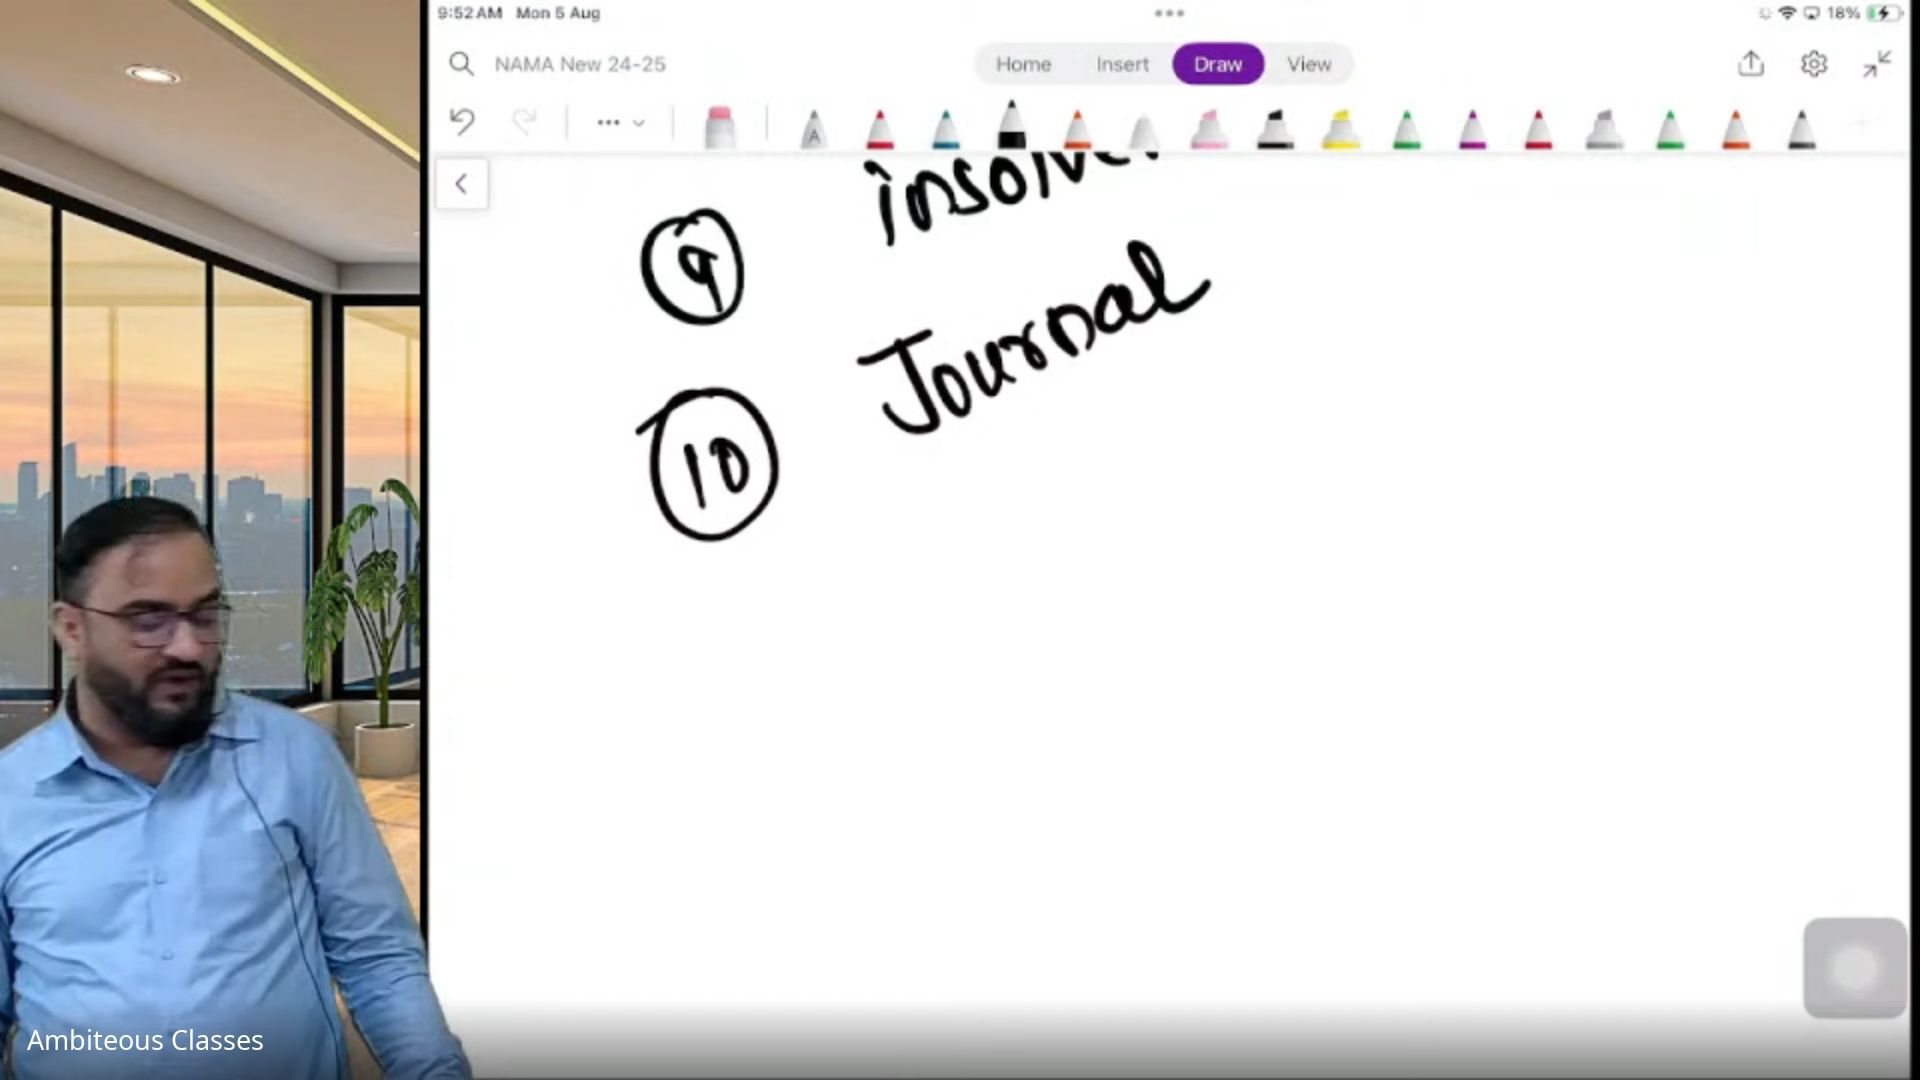 9:52 AM Mon 5 Aug
18%
NAMA New 24-25
Home Insert Draw View
A
9
Journal
10
Ambiteous Classes